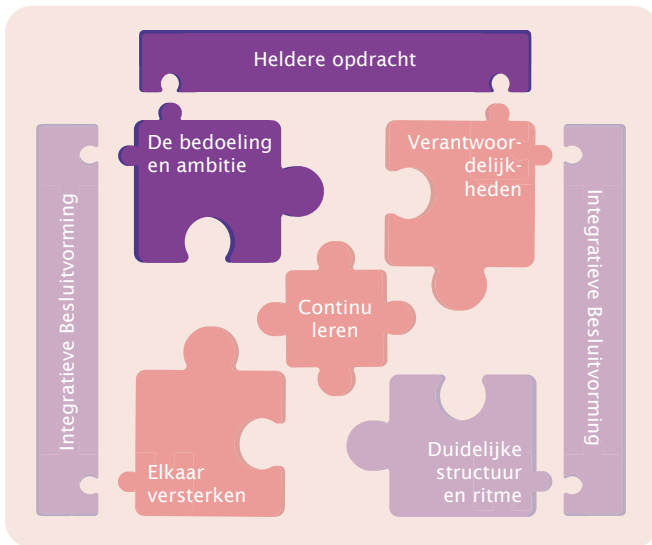 Heldere opdracht
De bedoeling
en ambitie
Verantwoor-
delijk-
heden
Integratieve Besluitvorming
Continu
leren
Integratieve Besluitvorming
Elkaar
versterken
Duidelijke
structuur
en ritme